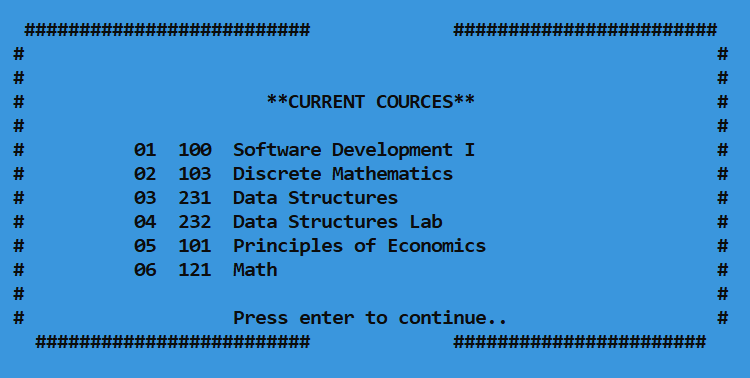 ##########################             ########################
#                                                               #
#                                                               #
#                      **CURRENT COURCES**                      #
#                                                               #
#          01  100  Software Development I                      #
#          02  103  Discrete Mathematics                        #
#          03  231  Data Structures                             #
#          04  232  Data Structures Lab                         #
#          05  101  Principles of Economics                     #
#          06  121  Math                                        #
#                                                               #
#                   Press enter to continue..                   #
#########################             #######################